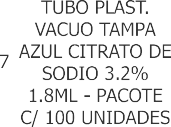 TUBO PLAST.
VACUO TAMPA
AZUL CITRATO DE
7
SODIO 3.2%
1.8ML - PACOTE
C/ 100 UNIDADES